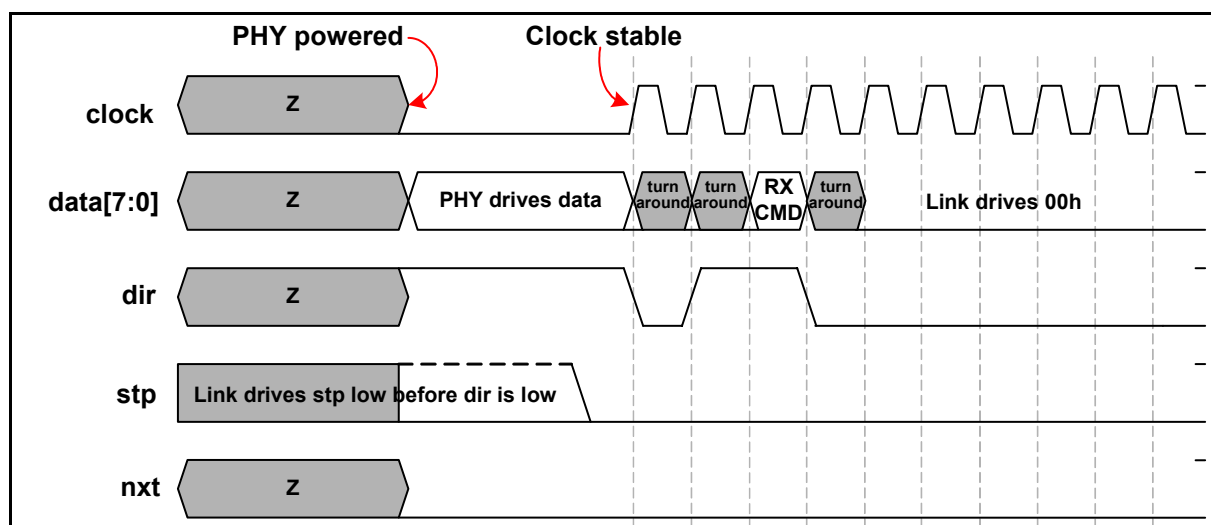 PHY powered
Clock stable
clock
Z
data[7:0]
Z
PHY drives data
turn
around
turn
around
RX
CMD
turn
around
Link drives 00h
dir
Z
stp
Link drives stp low before dir is low
nxt
Z